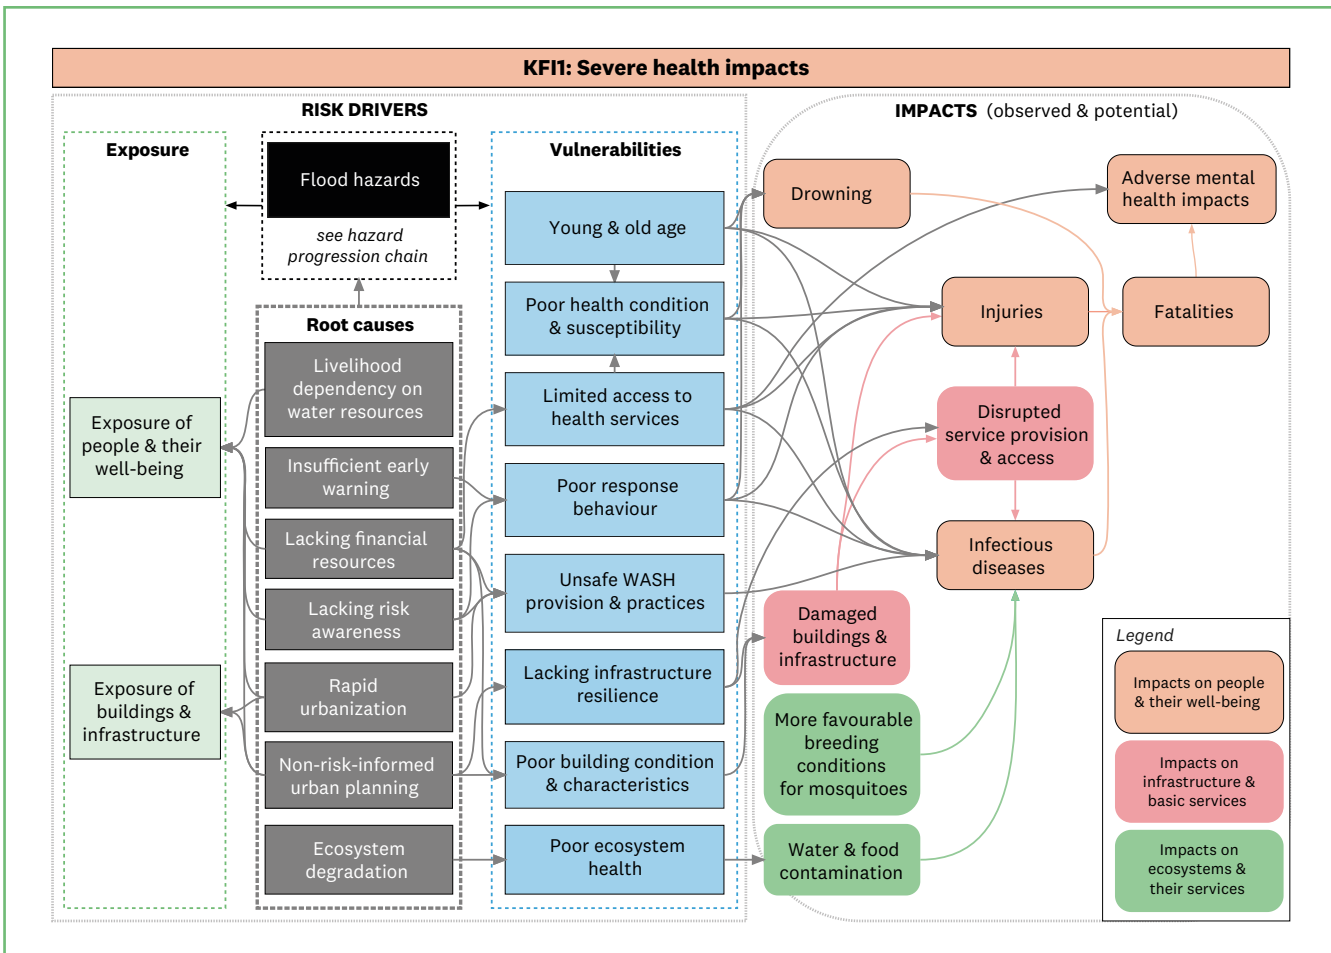 KFI1: Severe health impacts
RISK DRIVERS
Exposure
Exposure of
people & their
well-being
Exposure of
buildings &
infrastructure
Flood hazards
see hazard
progression chain
Root causes
Livelihood
dependency on
water resources
Insufficient early
warning
Lacking financial
resources
Lacking risk
awareness
Rapid
urbanization
Non-risk-informed
urban planning
Ecosystem
degradation
Vulnerabilities
Young & old age
Poor health condition
& susceptibility
Limited access to
health services
Poor response
behaviour
Unsafe WASH
provision & practices
Lacking infrastructure
resilience
Poor building condition
& characteristics
Poor ecosystem
health
IMPACTS (observed & potential)
Drowning
Adverse mental
health impacts
Injuries
Fatalities
Disrupted
service provision
& access
Infectious
diseases
Damaged
buildings &
infrastructure
More favourable
breeding
conditions
for mosquitoes
Water & food
contamination
Legend
Impacts on people
& their well-being
Impacts on
infrastructure &
basic services
Impacts on
ecosystems &
their services